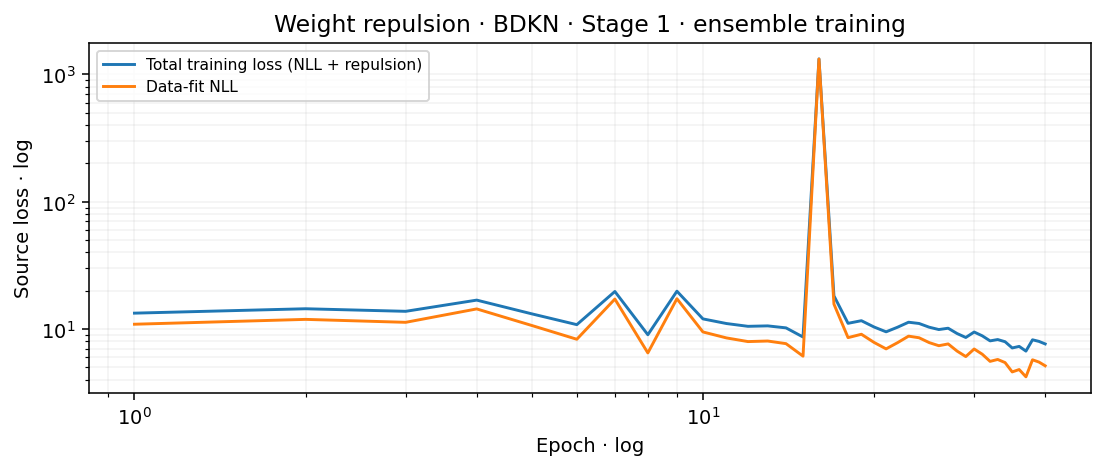 Weight repulsion · BDKN · Stage 1 · ensemble training
Total training loss (NLL + repulsion)
Data-fit NLL
Source loss · log
10³
10²
10¹
10⁰
10¹
Epoch · log